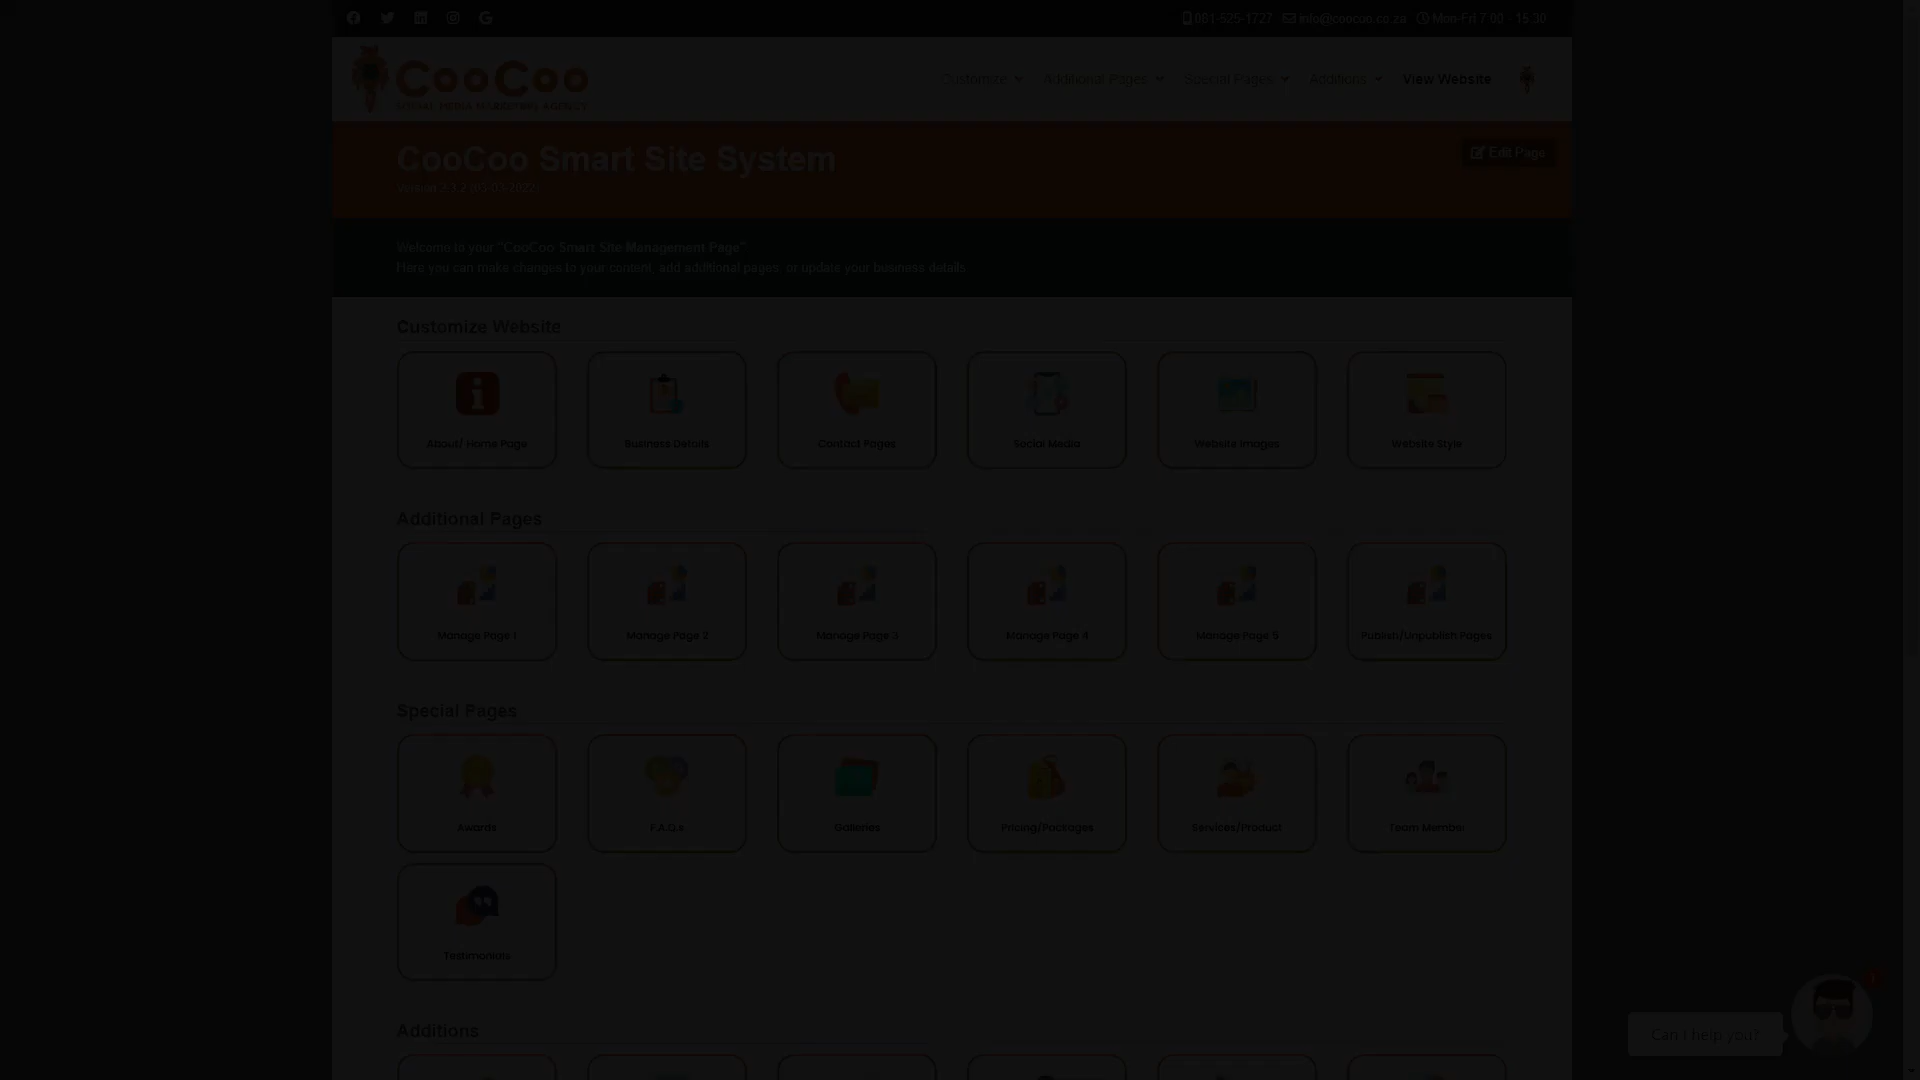 081-525-1727 info@coocoo.co.za Mon-Fri 7:00 - 15:30
CooCoo
SOCIAL MEDIA MARKETING AGENCY
Customize Additional Pages Special Pages Additions View Website
CooCoo Smart Site System
Edit Page
Welcome to your "CooCoo Smart Site Management Page"
Here you can make changes to your content, add additional pages, or update your business details.
Customize Website
About/ Home Page Business Details Contact Pages Social Media Website Images Website Style
Additional Pages
Manage Page 1 Manage Page 2 Manage Page 3 Manage Page 4 Manage Page 5 Publish/Unpublish Pages
Special Pages
Awards F.A.Q.s Galleries Pricing/Packages Services/Product Team Member
Testimonials
Additions
Can I help you?